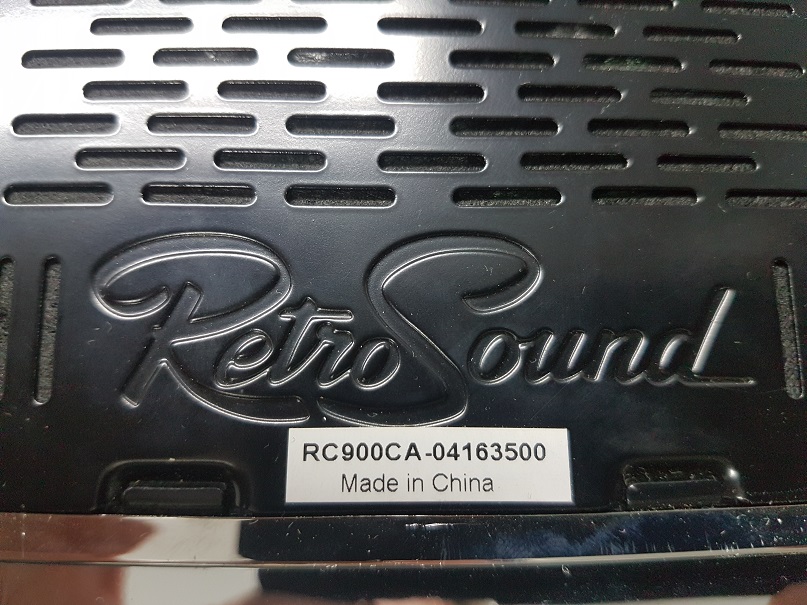 RetroSound
RC900CA-04163500
Made in China